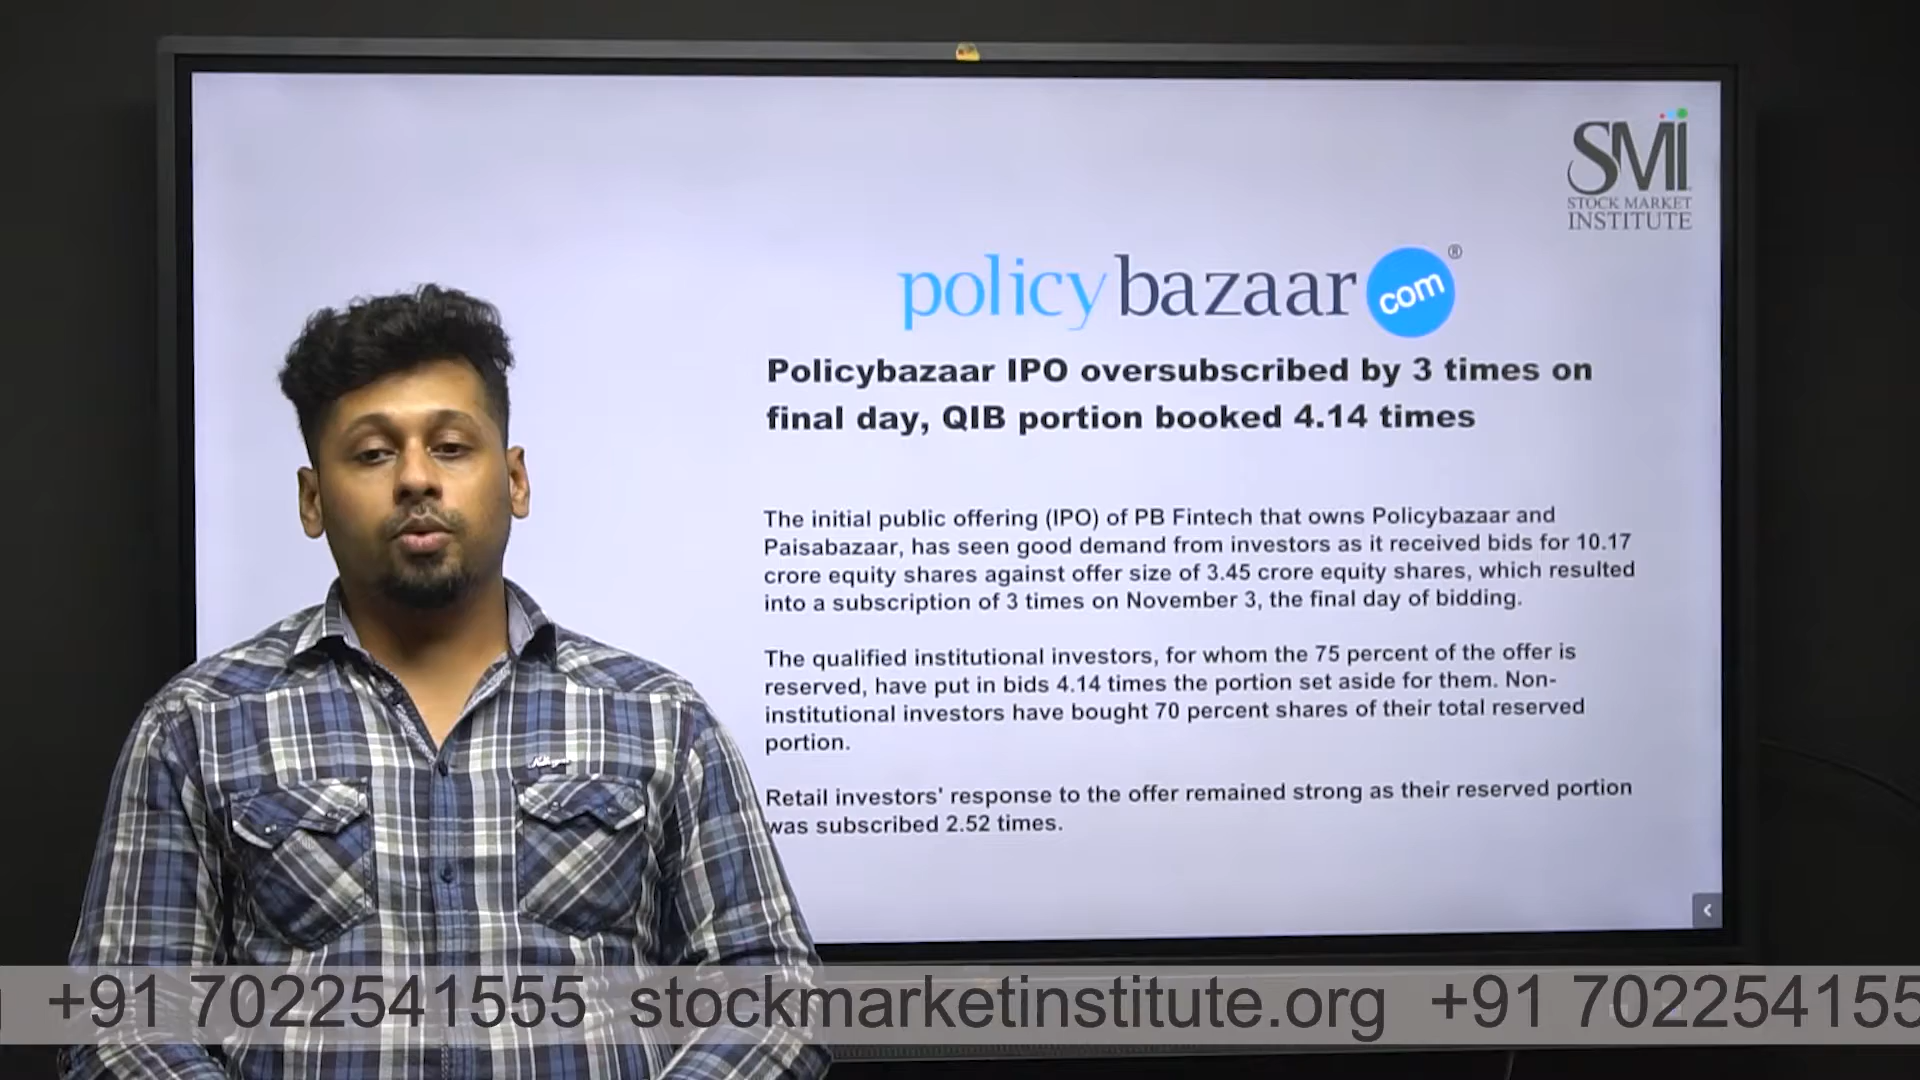 SMI
STOCK MARKET
INSTITUTE
policybazaar com ®
Policybazaar IPO oversubscribed by 3 times on
final day, QIB portion booked 4.14 times
The initial public offering (IPO) of PB Fintech that owns Policybazaar and
Paisabazaar, has seen good demand from investors as it received bids for 10.17
crore equity shares against offer size of 3.45 crore equity shares, which resulted
into a subscription of 3 times on November 3, the final day of bidding.
The qualified institutional investors, for whom the 75 percent of the offer is
reserved, have put in bids 4.14 times the portion set aside for them. Non-
institutional investors have bought 70 percent shares of their total reserved
portion.
Retail investors' response to the offer remained strong as their reserved portion
was subscribed 2.52 times.
+91 7022541555 stockmarketinstitute.org +91 702254155